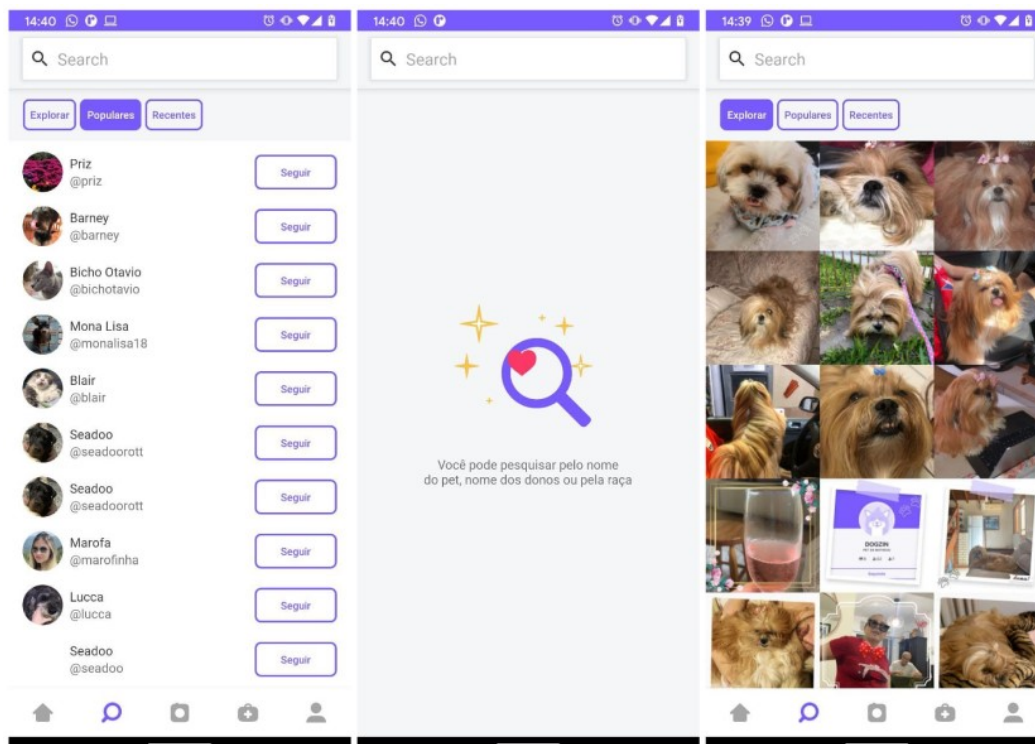 14:40
Search
Explorar
Populares
Recentes
Priz
@priz
Seguir
Barney
@barney
Seguir
Bicho Otavio
@bichotavio
Seguir
Mona Lisa
@monalisa18
Seguir
Blair
@blair
Seguir
Seadoo
@seadoorott
Seguir
Seadoo
@seadoorott
Seguir
Marofa
@marofinha
Seguir
Lucca
@lucca
Seguir
Seadoo
@seadoo
Seguir
14:40
Search
Você pode pesquisar pelo nome
do pet, nome dos donos ou pela raça
14:39
Search
Explorar
Populares
Recentes
DOGZIN